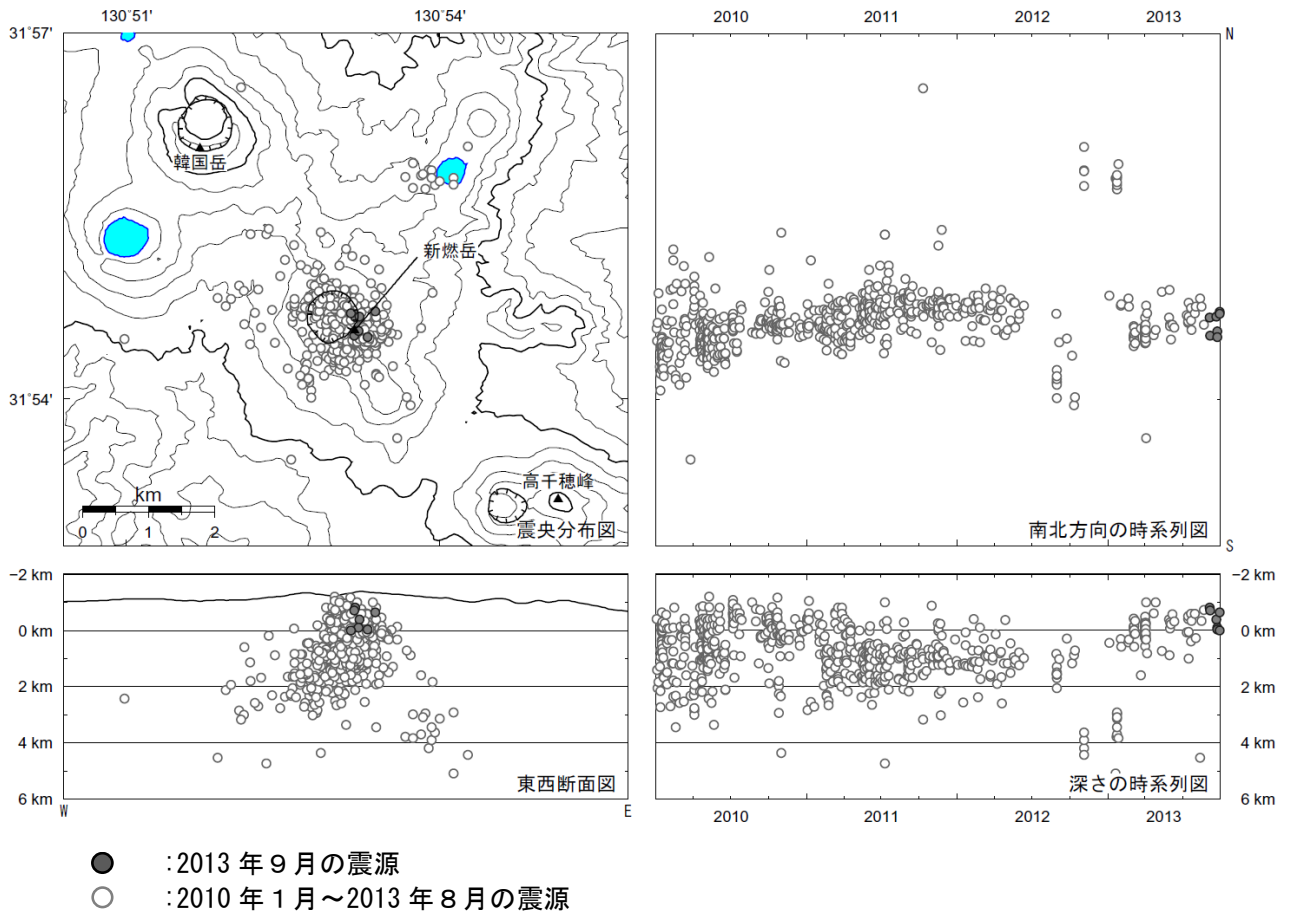 130°51' 130°54'
2010 2011 2012 2013
31°57'
N
韓国岳
新燃岳
31°54'
高千穂峰
km
0 1 2
震央分布図
南北方向の時系列図
S
−2 km
0 km
2 km
4 km
6 km
東西断面図
W E
−2 km
0 km
2 km
4 km
6 km
深さの時系列図
2010 2011 2012 2013
:2013 年９月の震源
:2010 年１月～2013 年８月の震源